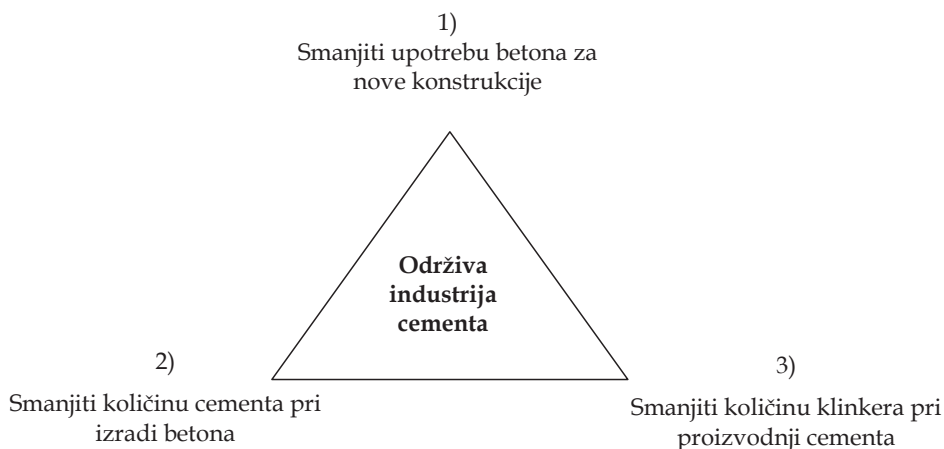 1)
Smanjiti upotrebu betona za
nove konstrukcije
Održiva
industrija
cementa
2)
Smanjiti količinu cementa pri
izradi betona
3)
Smanjiti količinu klinkera pri
proizvodnji cementa